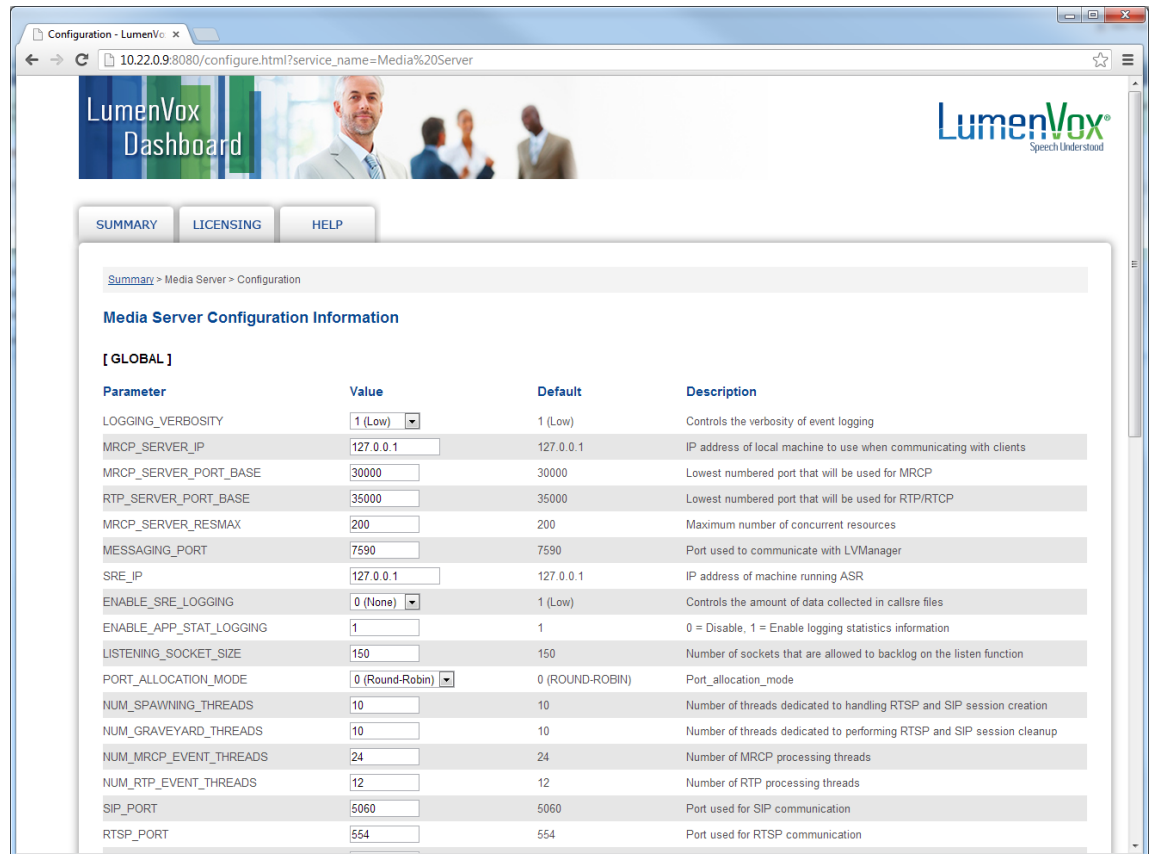 Configuration - LumenVo
10.22.0.9:8080/configure.html?service_name=Media%20Server
LumenVox
Dashboard
LumenVox®
Speech Understood
SUMMARY LICENSING HELP
Summary > Media Server > Configuration
Media Server Configuration Information
[ GLOBAL ]
Parameter Value Default Description
LOGGING_VERBOSITY 1 (Low) 1 (Low) Controls the verbosity of event logging
MRCP_SERVER_IP 127.0.0.1 127.0.0.1 IP address of local machine to use when communicating with clients
MRCP_SERVER_PORT_BASE 30000 30000 Lowest numbered port that will be used for MRCP
RTP_SERVER_PORT_BASE 35000 35000 Lowest numbered port that will be used for RTP/RTCP
MRCP_SERVER_RESMAX 200 200 Maximum number of concurrent resources
MESSAGING_PORT 7590 7590 Port used to communicate with LVManager
SRE_IP 127.0.0.1 127.0.0.1 IP address of machine running ASR
ENABLE_SRE_LOGGING 0 (None) 1 (Low) Controls the amount of data collected in callsre files
ENABLE_APP_STAT_LOGGING 1 1 0 = Disable, 1 = Enable logging statistics information
LISTENING_SOCKET_SIZE 150 150 Number of sockets that are allowed to backlog on the listen function
PORT_ALLOCATION_MODE 0 (Round-Robin) 0 (ROUND-ROBIN) Port_allocation_mode
NUM_SPAWNING_THREADS 10 10 Number of threads dedicated to handling RTSP and SIP session creation
NUM_GRAVEYARD_THREADS 10 10 Number of threads dedicated to performing RTSP and SIP session cleanup
NUM_MRCP_EVENT_THREADS 24 24 Number of MRCP processing threads
NUM_RTP_EVENT_THREADS 12 12 Number of RTP processing threads
SIP_PORT 5060 5060 Port used for SIP communication
RTSP_PORT 554 554 Port used for RTSP communication